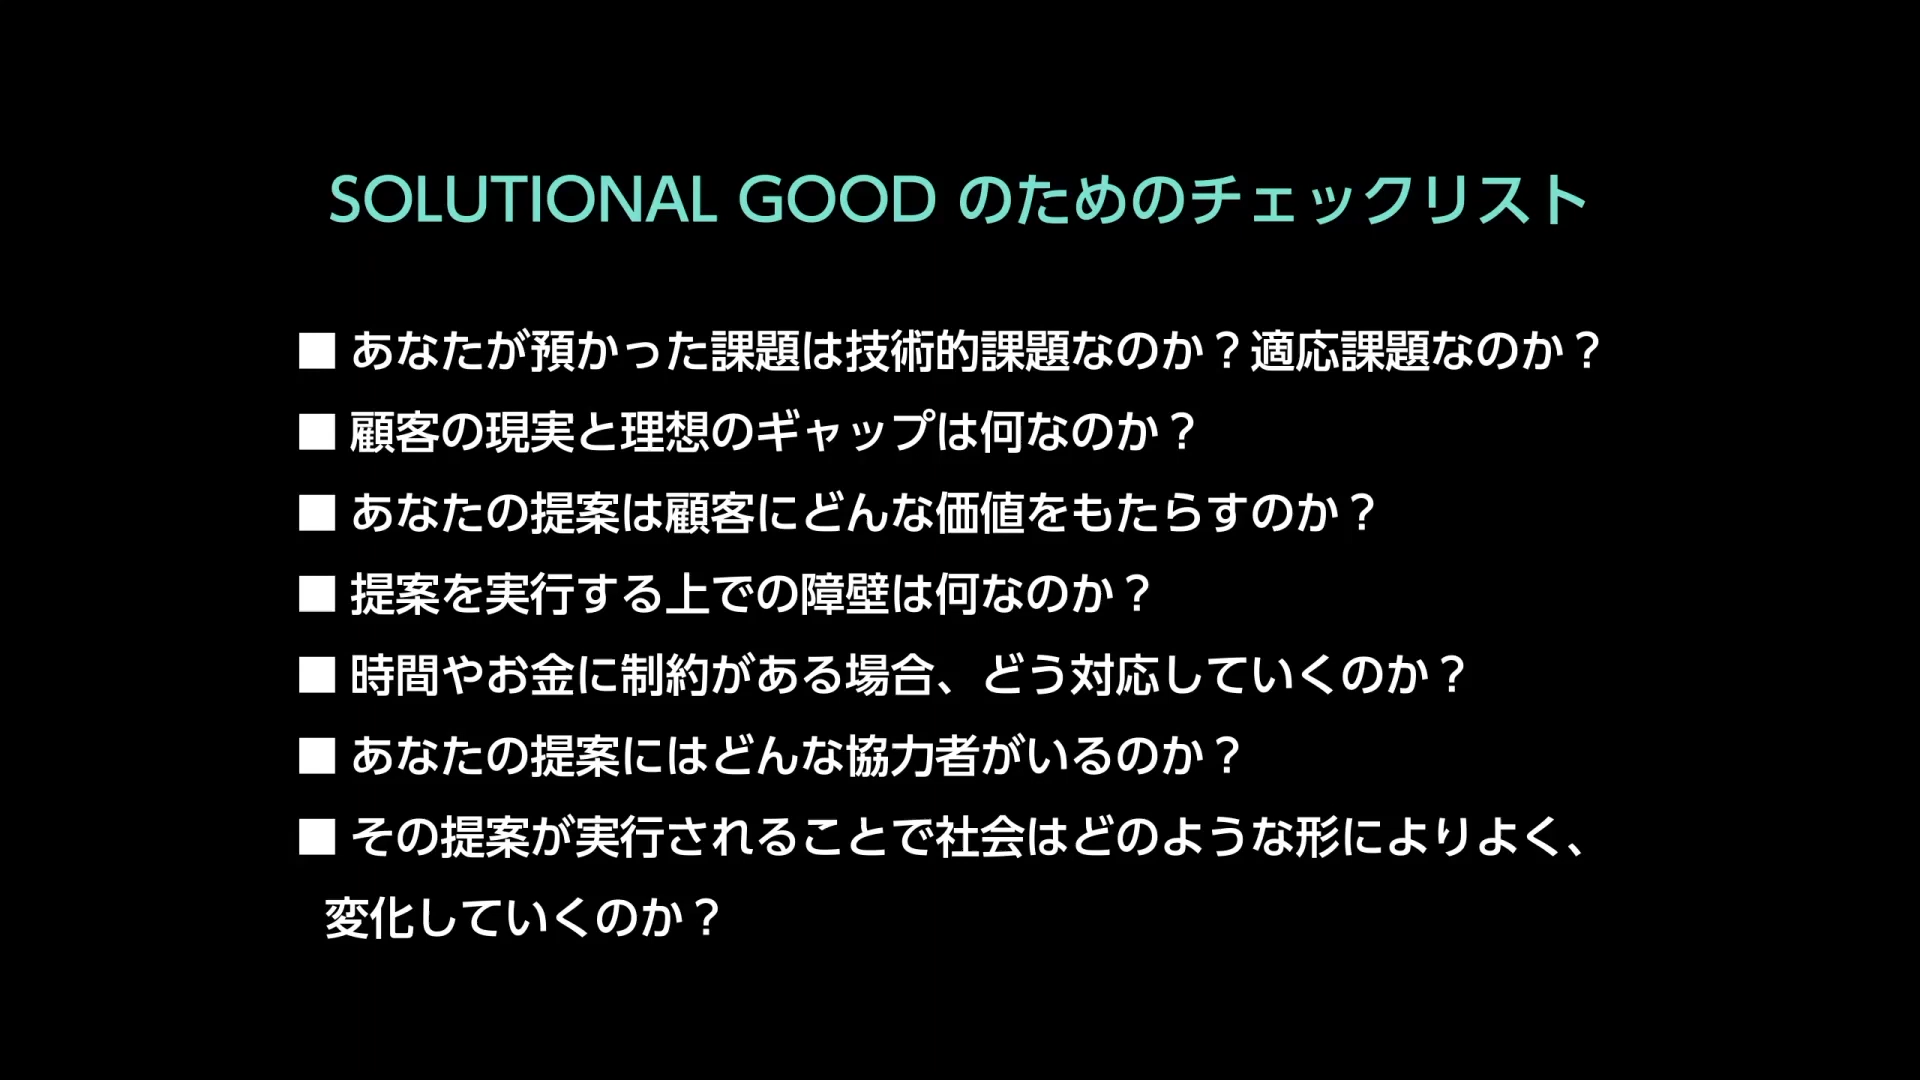 SOLUTIONAL GOOD のためのチェックリスト
■ あなたが預かった課題は技術的課題なのか？適応課題なのか？
■ 顧客の現実と理想のギャップは何なのか？
■ あなたの提案は顧客にどんな価値をもたらすのか？
■ 提案を実行する上での障壁は何なのか？
■ 時間やお金に制約がある場合、どう対応していくのか？
■ あなたの提案にはどんな協力者がいるのか？
■ その提案が実行されることで社会はどのような形によりよく、
変化していくのか？